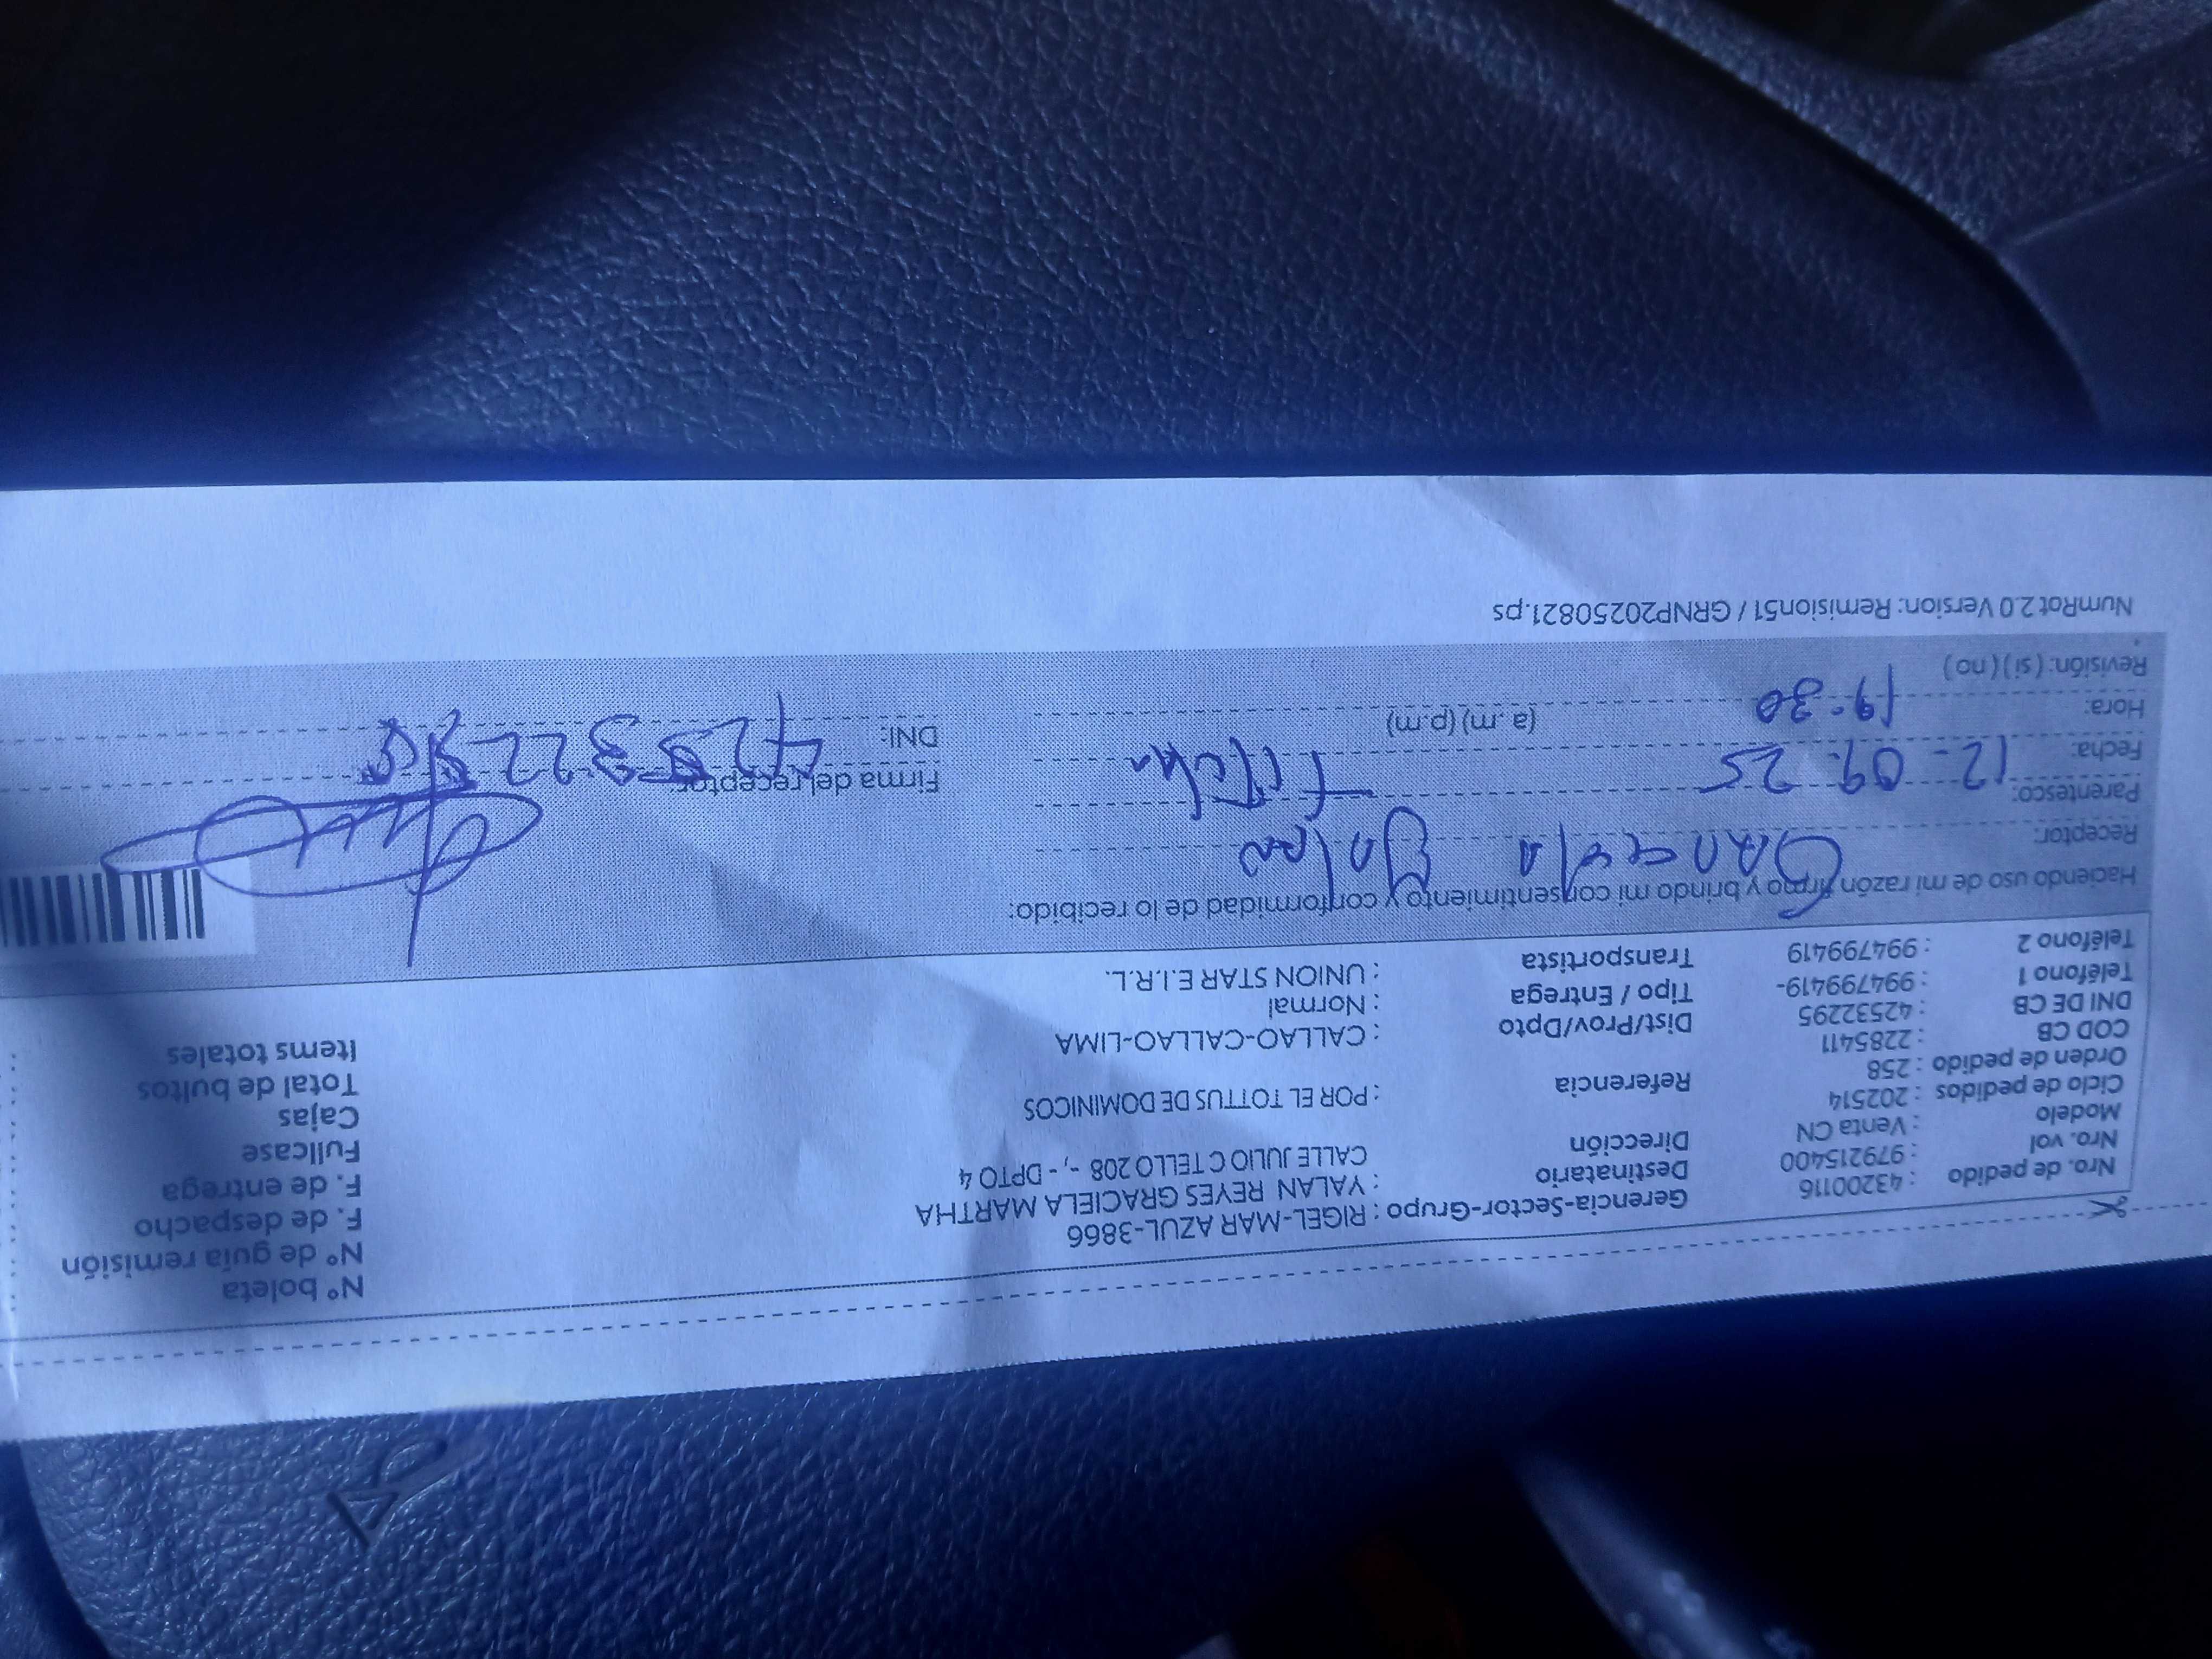 Nro. de pedido : 43200116
Nro. vol : 979215400
Modelo : Venta CN
Ciclo de pedidos : 202514
Orden de pedido : 258
COD CB : 2285411
DNI DE CB : 42532295
Teléfono 1 : 994799419-
Teléfono 2 : 994799419
Gerencia-Sector-Grupo : RIGEL-MAR AZUL-3866
Destinatario : YALAN REYES GRACIELA MARTHA
Dirección CALLE JULIO C TELLO 208 -, - DPTO 4
Referencia : POR EL TOTTUS DE DOMINICOS
Dist/Prov/Dpto : CALLAO-CALLAO-LIMA
Tipo / Entrega : Normal
Transportista : UNION STAR E.I.R.L.
N° boleta
N° de guía remisión
F. de despacho
F. de entrega
Fullcase
Cajas
Total de bultos
Items totales
Haciendo uso de mi razón firmo y brindo mi consentimiento y conformidad de lo recibido:
Receptor: Yalan
Parentesco:
Fecha: 12-09-25
Hora: 19:30 (a.m) (p.m)
Revisión: ( si ) ( no )
Firma del receptor:
DNI:
NumRot 2.0 Version: Remision51 / GRNP20250821.ps